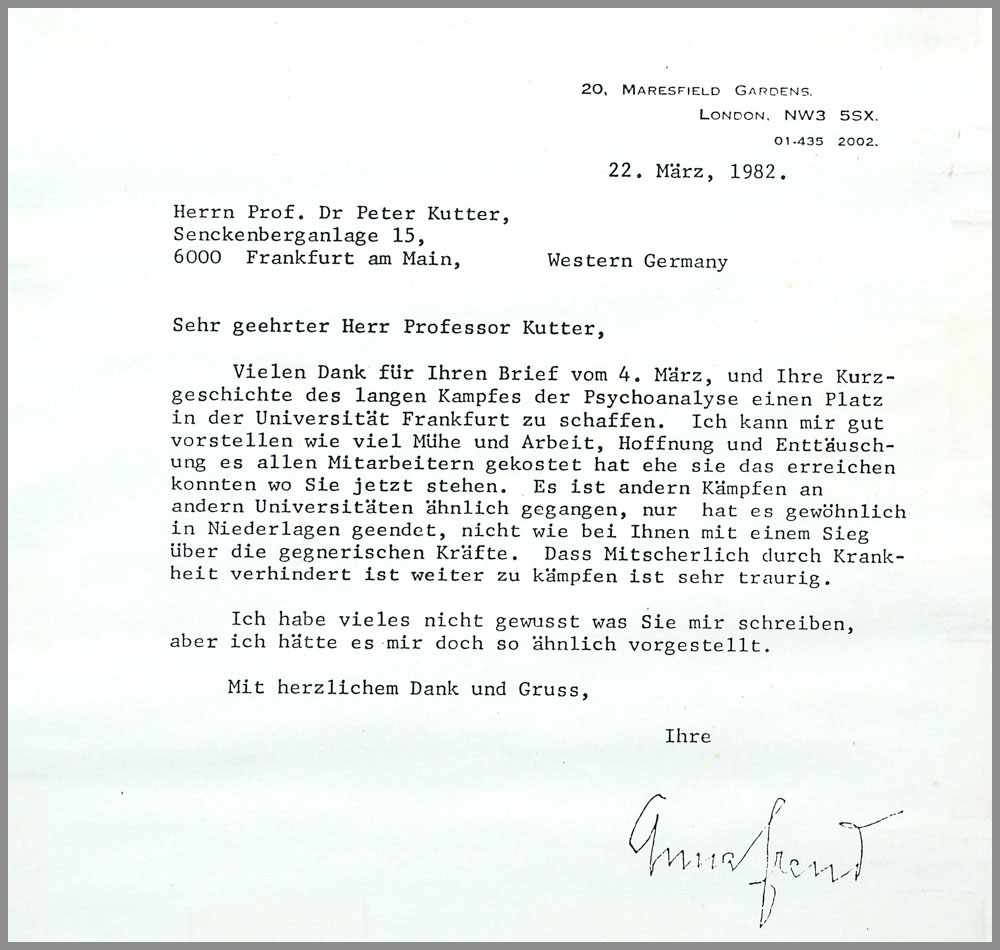 20, MARESFIELD GARDENS.
LONDON, NW3 5SX.
01-435 2002.
22. März, 1982.
Herrn Prof. Dr Peter Kutter,
Senckenberganlage 15,
6000 Frankfurt am Main, Western Germany
Sehr geehrter Herr Professor Kutter,
Vielen Dank für Ihren Brief vom 4. März, und Ihre Kurz-
geschichte des langen Kampfes der Psychoanalyse einen Platz
in der Universität Frankfurt zu schaffen. Ich kann mir gut
vorstellen wie viel Mühe und Arbeit, Hoffnung und Enttäusch-
ung es allen Mitarbeitern gekostet hat ehe sie das erreichen
konnten wo Sie jetzt stehen. Es ist andern Kämpfen an
andern Universitäten ähnlich gegangen, nur hat es gewöhnlich
in Niederlagen geendet, nicht wie bei Ihnen mit einem Sieg
über die gegnerischen Kräfte. Dass Mitscherlich durch Krank-
heit verhindert ist weiter zu kämpfen ist sehr traurig.
Ich habe vieles nicht gewusst was Sie mir schreiben,
aber ich hätte es mir doch so ähnlich vorgestellt.
Mit herzlichem Dank und Gruss,
Ihre
Anna Freud